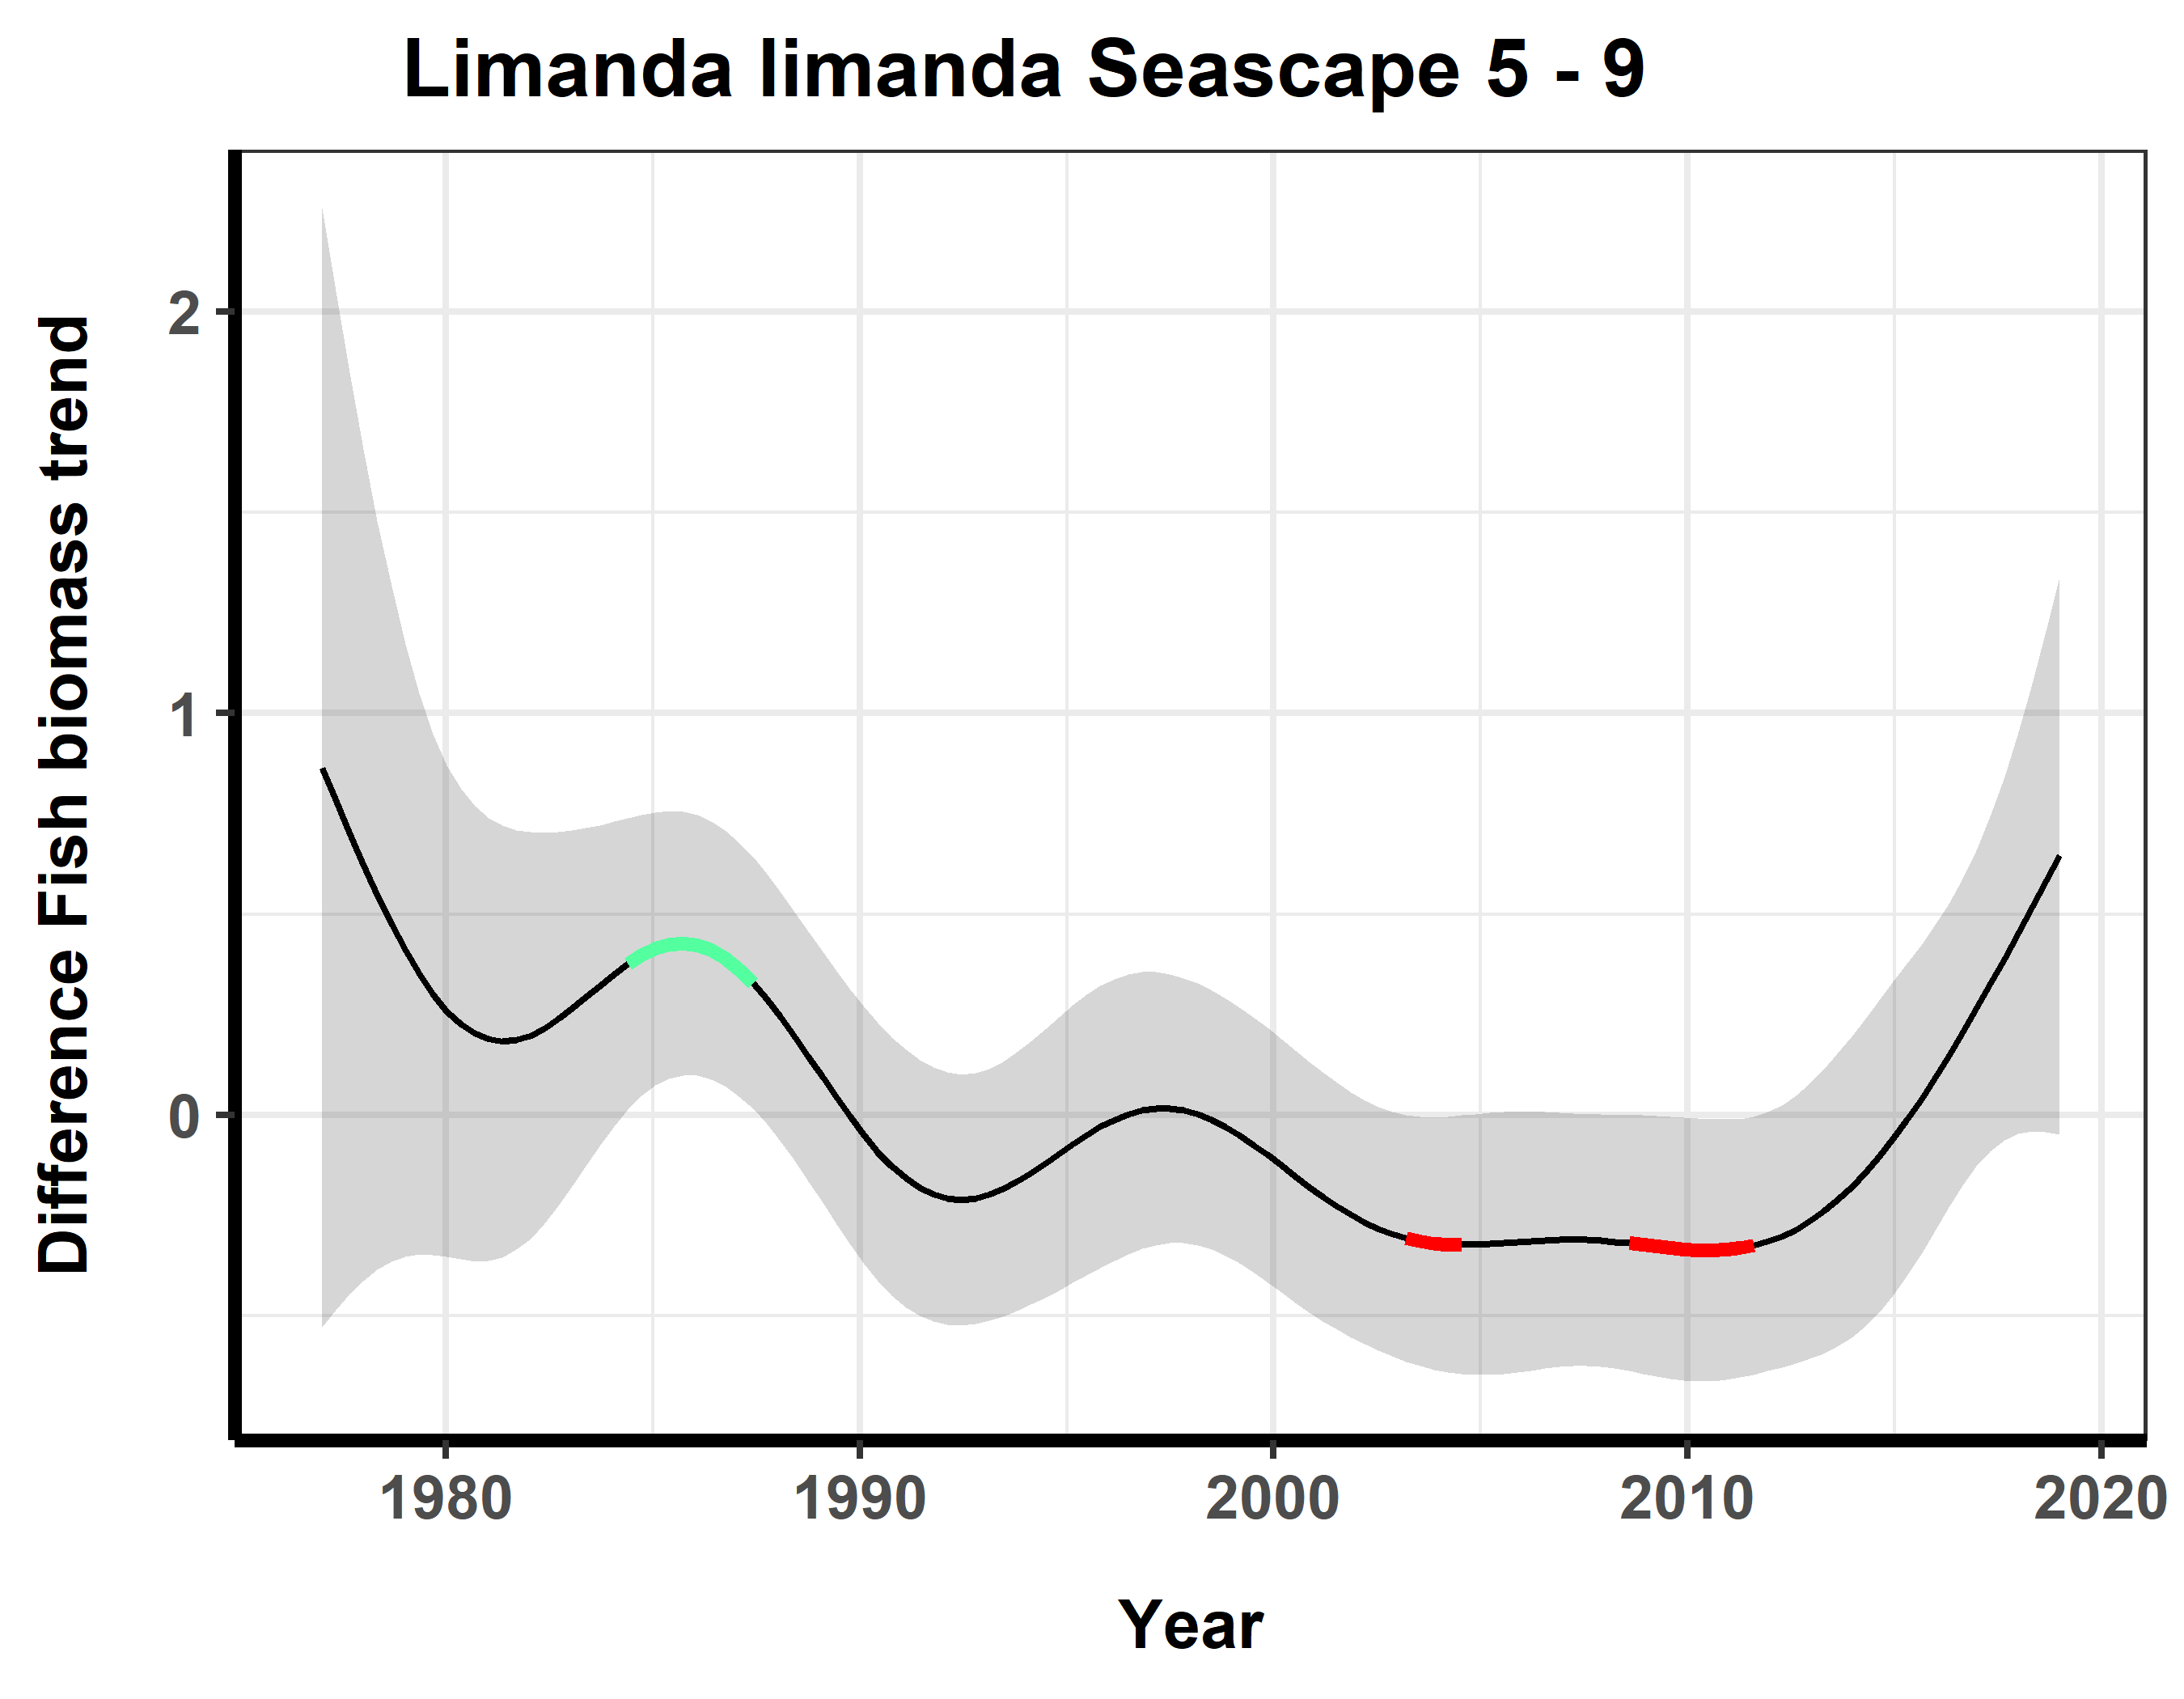 Limanda limanda Seascape 5 - 9
Difference Fish biomass trend
2
1
0
1980 1990 2000 2010 2020
Year